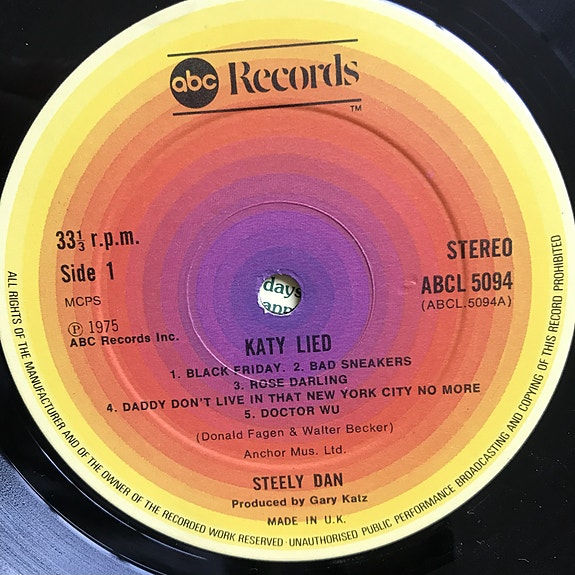 abc Records
TM
33⅓ r.p.m.
Side 1
MCPS
Ⓟ 1975
ABC Records Inc.
STEREO
ABCL 5094
(ABCL.5094A)
days
app
KATY LIED
1. BLACK FRIDAY. 2. BAD SNEAKERS
3. ROSE DARLING
4. DADDY DON'T LIVE IN THAT NEW YORK CITY NO MORE
5. DOCTOR WU
(Donald Fagen & Walter Becker)
Anchor Mus. Ltd.
STEELY DAN
Produced by Gary Katz
MADE IN U.K.
ALL RIGHTS OF THE MANUFACTURER AND OF THE OWNER OF THE RECORDED WORK RESERVED · UNAUTHORISED PUBLIC PERFORMANCE BROADCASTING AND COPYING OF THIS RECORD PROHIBITED